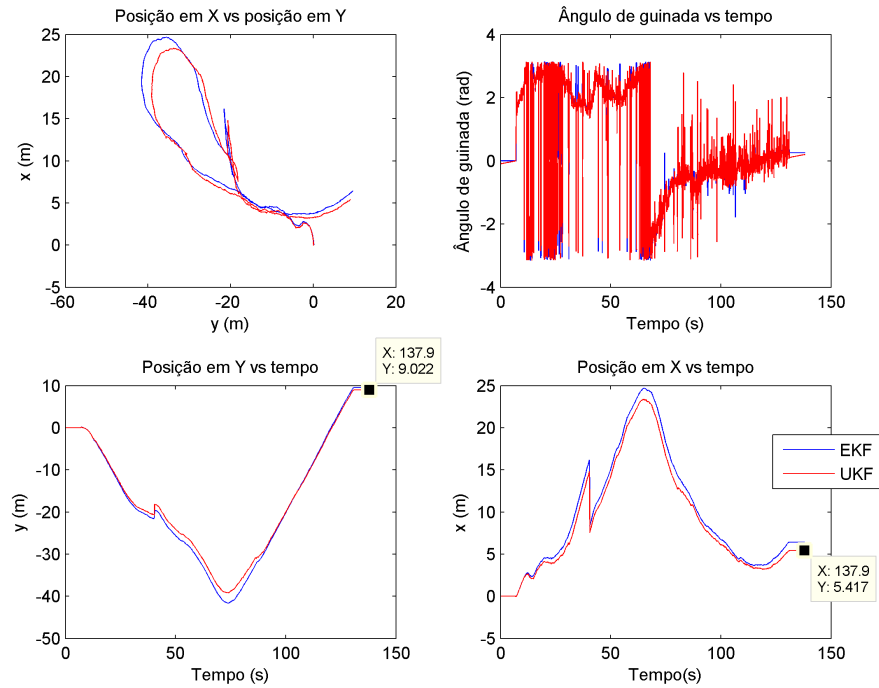 Posição em X vs posição em Y
25
20
15
10
5
0
-5
x (m)
-60
-40
-20
0
20
y (m)
Ângulo de guinada vs tempo
4
2
0
-2
-4
Ângulo de guinada (rad)
0
50
100
150
Tempo (s)
Posição em Y vs tempo
X: 137.9
Y: 9.022
10
0
-10
-20
-30
-40
-50
y (m)
0
50
100
150
Tempo (s)
Posição em X vs tempo
25
20
15
10
5
0
-5
x (m)
EKF
UKF
X: 137.9
Y: 5.417
0
50
100
150
Tempo(s)